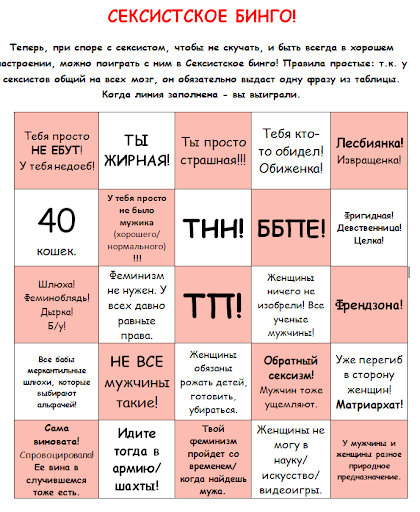 СЕКСИСТСКОЕ БИНГО!
Теперь, при споре с сексистом, чтобы не скучать, и быть всегда в хорошем
настроении, можно поиграть с ним в Сексистское бинго! Правила простые: т.к. у
сексистов общий на всех мозг, он обязательно выдаст одну фразу из таблицы.
Когда линия заполнена - вы выиграли.
Тебя просто
НЕ ЕБУТ!
У тебя недоеб!
ТЫ
ЖИРНАЯ!
Ты просто
страшная!!!
Тебя кто-
то обидел!
Обиженка!
Лесбиянка!
Извращенка!
40
кошек.
У тебя просто
не было
мужика
(хорошего/
нормального)
!!!
ТНН!
ББПЕ!
Фригидная!
Девственница!
Целка!
Шлюха!
Феминоблядь!
Дырка!
Б/у!
Феминизм
не нужен. У
всех давно
равные
права.
ТП!
Женщины
ничего не
изобрели! Все
ученые
мужчины!
Френдзона!
Все бабы
меркантильные
шлюхи, которые
выбирают
альфачей!
НЕ ВСЕ
мужчины
такие!
Женщины
обязаны
рожать детей,
готовить,
убираться.
Обратный
сексизм!
Мужчин тоже
ущемляют.
Уже перегиб
в сторону
женщин!
Матриархат!
Сама
виновата!
Спровоцировала!
Ее вина в
случившемся
тоже есть.
Идите
тогда в
армию/
шахты!
Твой
феминизм
пройдет со
временем/
когда найдешь
мужа.
Женщины не
могу в
науку/
искусство/
видеоигры.
У мужчины и
женщины разное
природное
предназначение.